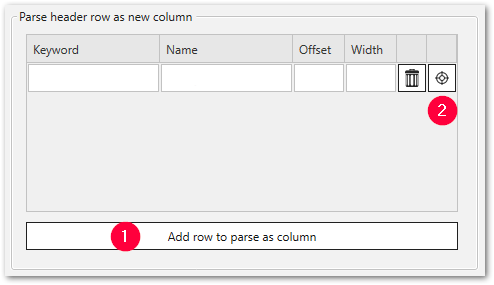 Parse header row as new column
Keyword Name Offset Width
2
1 Add row to parse as column